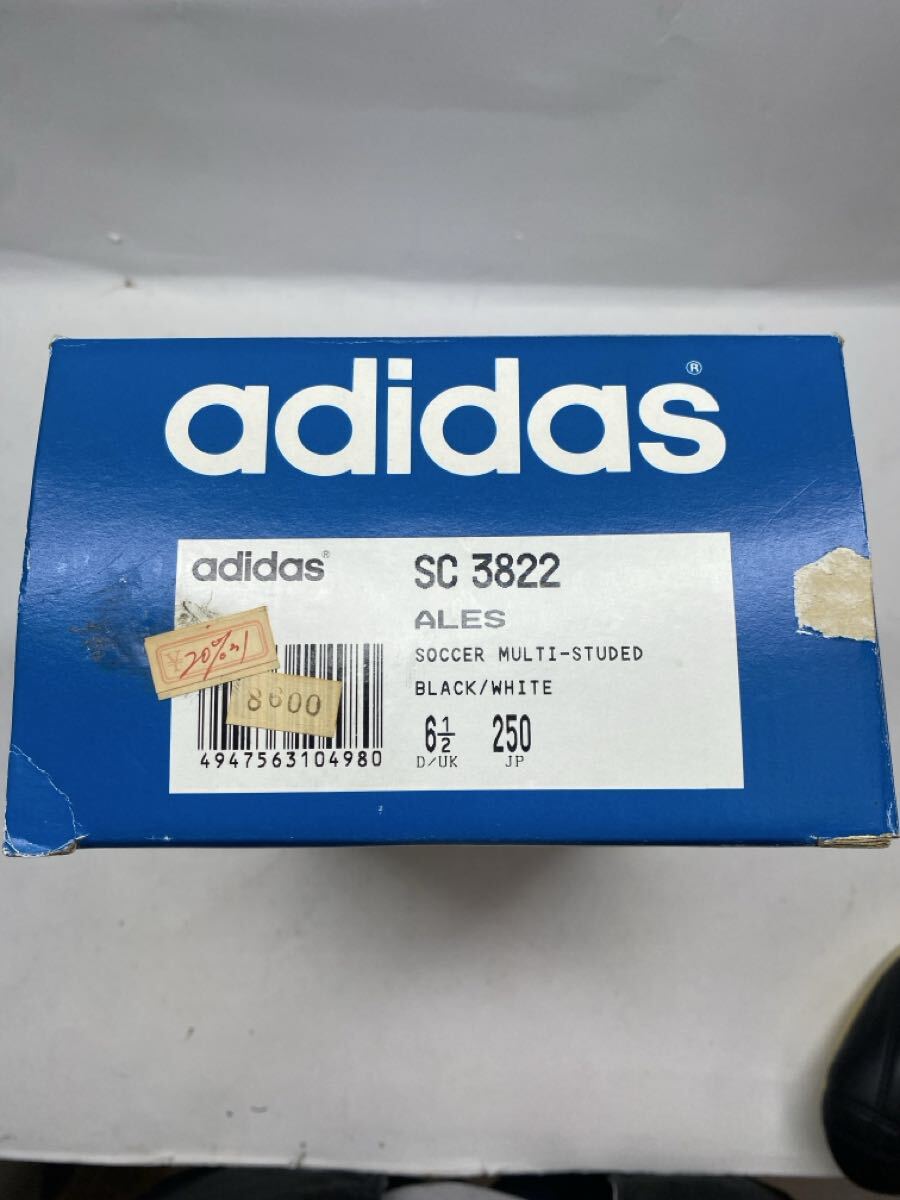 adidas®
adidas®
SC 3822
ALES
SOCCER MULTI-STUDED
BLACK/WHITE
¥20%引
8600
4947563104980
6½ 250
D/UK JP